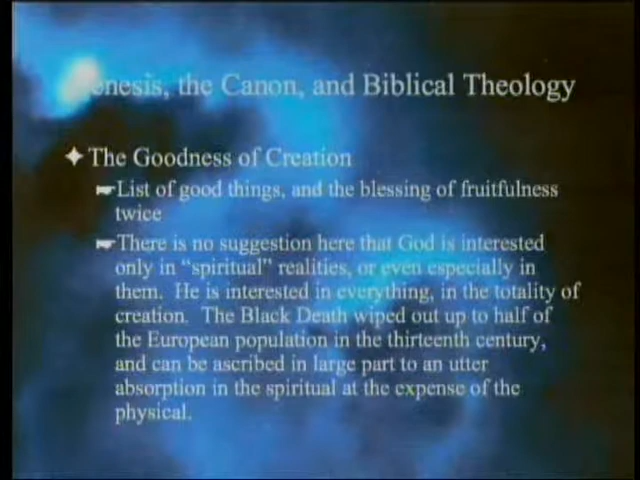 Genesis, the Canon, and Biblical Theology
The Goodness of Creation
List of good things, and the blessing of fruitfulness
twice
There is no suggestion here that God is interested
only in “spiritual” realities, or even especially in
them. He is interested in everything, in the totality of
creation. The Black Death wiped out up to half of
the European population in the thirteenth century,
and can be ascribed in large part to an utter
absorption in the spiritual at the expense of the
physical.